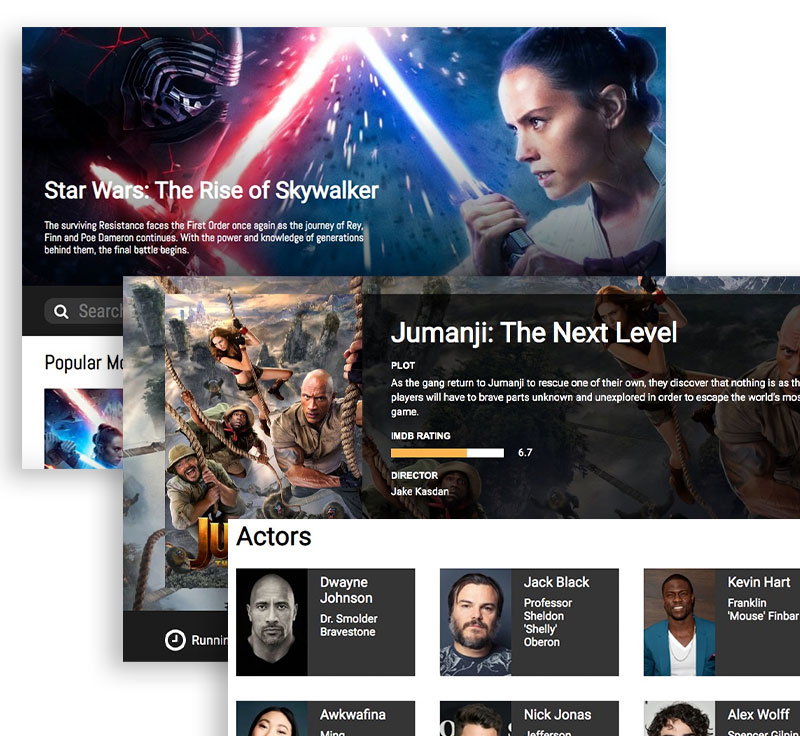 Star Wars: The Rise of Skywalker
The surviving Resistance faces the First Order once again as the journey of Rey,
Finn and Poe Dameron continues. With the power and knowledge of generations
behind them, the final battle begins.
Search
Popular Mo
Jumanji: The Next Level
PLOT
As the gang return to Jumanji to rescue one of their own, they discover that nothing is as th
players will have to brave parts unknown and unexplored in order to escape the world's mos
game.
IMDB RATING
6.7
DIRECTOR
Jake Kasdan
JU
Runnin
Actors
Dwayne
Johnson
Dr. Smolder
Bravestone
Jack Black
Professor
Sheldon
'Shelly'
Oberon
Kevin Hart
Franklin
'Mouse' Finbar
Awkwafina
Ming
Nick Jonas
Jefferson
Alex Wolff
Spencer Gilpin